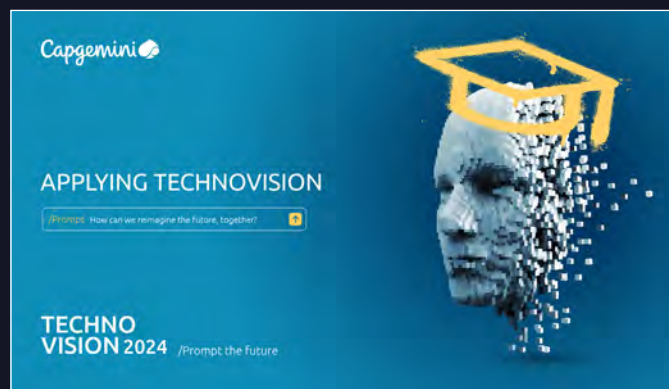 Capgemini
APPLYING TECHNOVISION
/Prompt How can we reimagine the future, together?
TECHNO
VISION 2024 /Prompt the future